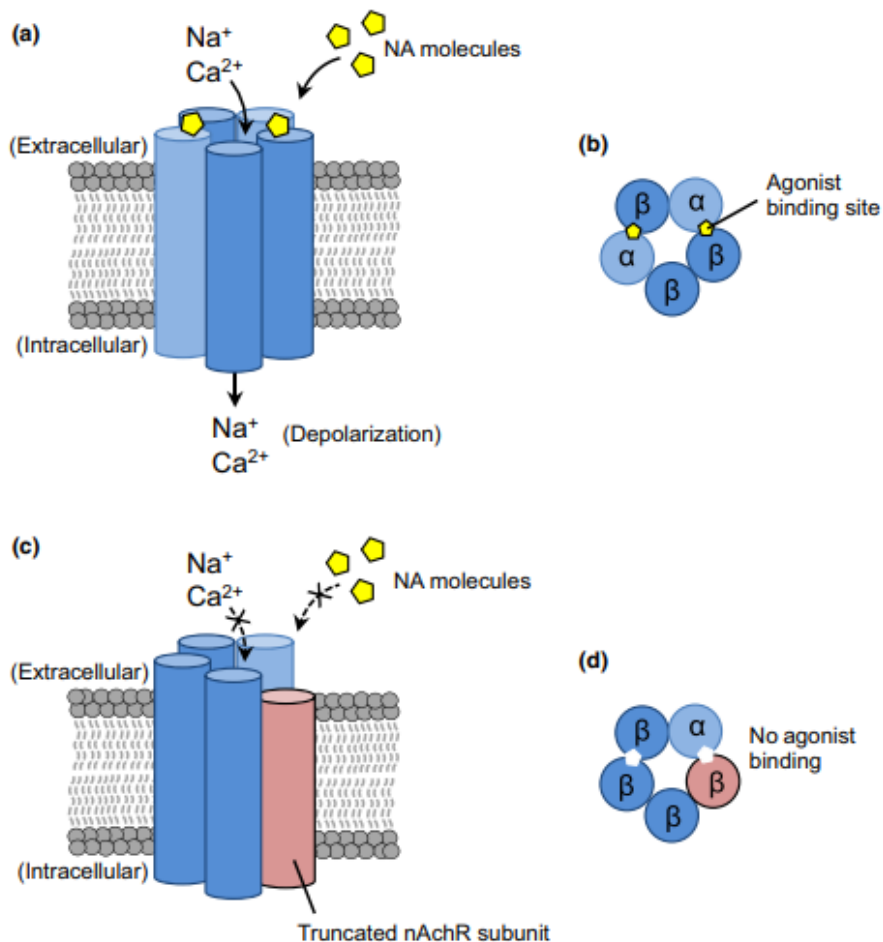 (a)
Na⁺
Ca²⁺
NA molecules
(Extracellular)
(Intracellular)
Na⁺
Ca²⁺
(Depolarization)
(b)
β
α
Agonist
binding site
α
β
β
(c)
Na⁺
Ca²⁺
NA molecules
(Extracellular)
(Intracellular)
Truncated nAchR subunit
(d)
β
α
No agonist
binding
β
β
β